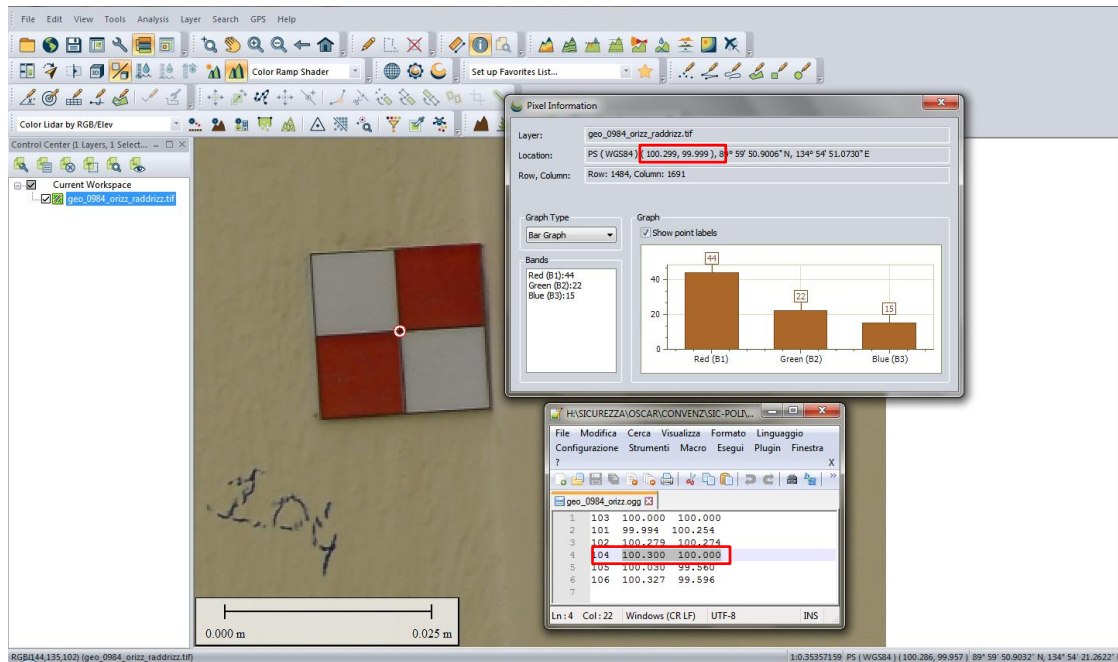 File Edit View Tools Analysis Layer Search GPS Help
Color Ramp Shader
Set up Favorites List...
Color Lidar by RGB/Elev
Control Center (1 Layers, 1 Select...
Current Workspace
geo_0984_orizz_raddrizz.tif
Pixel Information
Layer: geo_0984_orizz_raddrizz.tif
Location: PS ( WGS84 ) ( 100.299, 99.999 ), 89° 59' 50.9006" N, 134° 54' 51.0730" E
Row, Column: Row: 1484, Column: 1691
Graph Type
Bar Graph
Bands
Red (B1):44
Green (B2):22
Blue (B3):15
Graph
Show point labels
44
22
15
40
20
0
Red (B1) Green (B2) Blue (B3)
H:\SICUREZZA\OSCAR\CONVENZ\SIC-POLI\...
File Modifica Cerca Visualizza Formato Linguaggio
Configurazione Strumenti Macro Esegui Plugin Finestra
? X
geo_0984_orizz.ogg
1 103 100.000 100.000
2 101 99.994 100.254
3 102 100.279 100.274
4 104 100.300 100.000
5 105 100.030 99.560
6 106 100.327 99.596
7
Ln:4 Col:22 Windows (CR LF) UTF-8 INS
104
0.000 m 0.025 m
RGB(144,135,102) (geo_0984_orizz_raddrizz.tif)
1:0.35357159 PS ( WGS84 ) ( 100.286, 99.957 ) 89° 59' 50.9032" N, 134° 54' 21.2622"